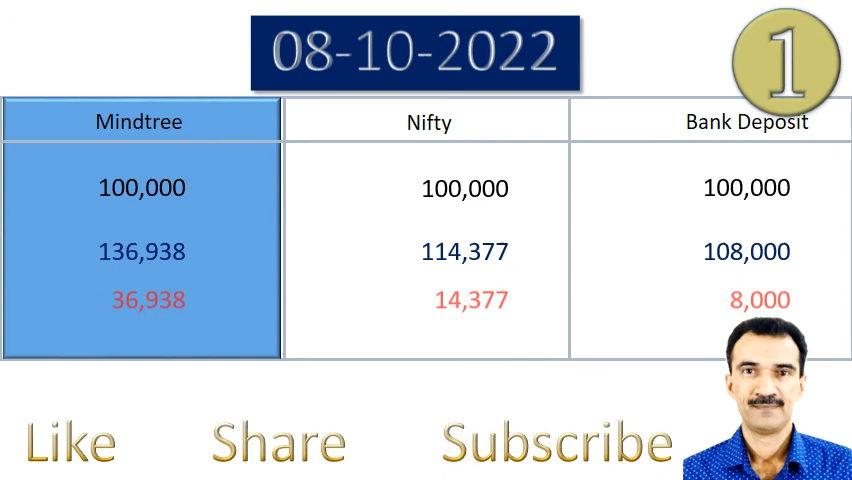 08-10-2022
1
Mindtree Nifty Bank Deposit
100,000 100,000 100,000
136,938 114,377 108,000
36,938 14,377 8,000
Like Share Subscribe